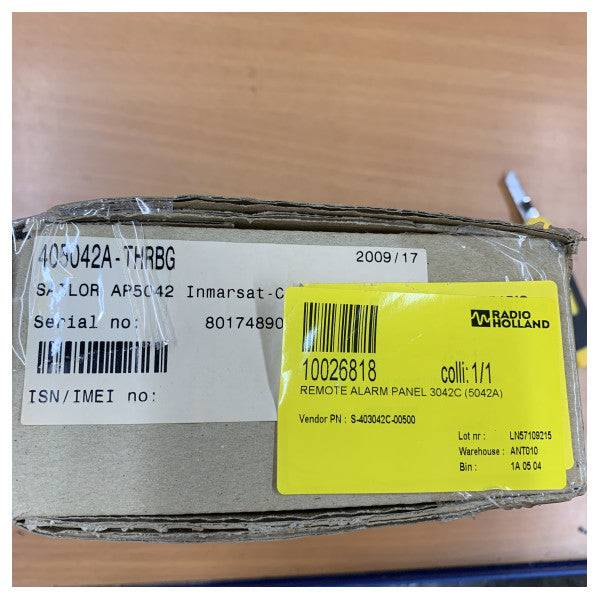 405042A-THRBG
2009/17
SAILOR AP5042 Inmarsat-C
Serial no: 80174890
ISN/IMEI no:
RADIO
HOLLAND
10026818 colli: 1/1
REMOTE ALARM PANEL 3042C (5042A)
Vendor PN : S-403042C-00500
Lot nr : LN57109215
Warehouse : ANT010
Bin : 1A 05 04